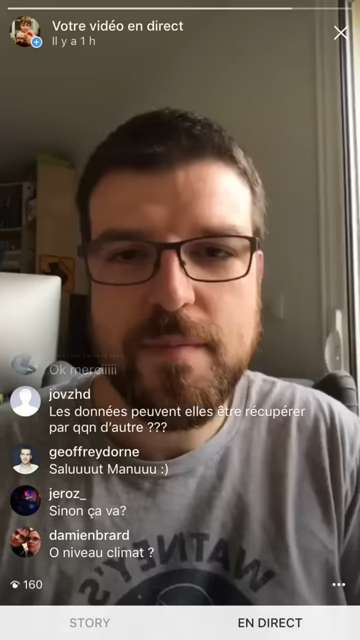 Votre vidéo en direct
Il y a 1 h
Ok merciiiii
jovzhd
Les données peuvent elles être récupérer
par qqn d'autre ???
geoffreydorne
Saluuuut Manuuu :)
jeroz_
Sinon ça va?
damienbrard
O niveau climat ?
WATNEY'S
160
STORY
EN DIRECT